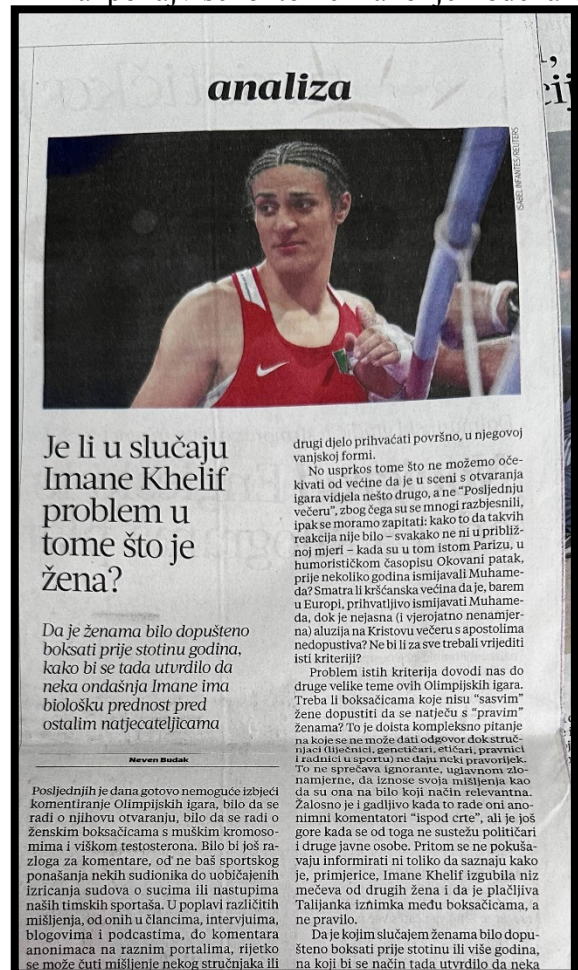 analiza
ISABEL INFANTES/REUTERS
Je li u slučaju
Imane Khelif
problem u
tome što je
žena?
Da je ženama bilo dopušteno
boksati prije stotinu godina,
kako bi se tada utvrdilo da
neka ondašnja Imane ima
biološku prednost pred
ostalim natjecateljicama
Neven Budak
Posljednjih je dana gotovo nemoguće izbjeći
komentiranje Olimpijskih igara, bilo da se
radi o njihovu otvaranju, bilo da se radi o
ženskim boksačicama s muškim kromoso-
mima i viškom testosterona. Bilo bi još ra-
zloga za komentare, od ne baš sportskog
ponašanja nekih sudionika do uobičajenih
izricanja sudova o sucima ili nastupima
naših timskih sportaša. U poplavi različitih
mišljenja, od onih u člancima, intervjuima,
blogovima i podcastima, do komentara
anonimaca na raznim portalima, rijetko
se može čuti mišljenje nekog stručnjaka ili
drugi djelo prihvaćati površno, u njegovoj
vanjskoj formi.
No usprkos tome što ne možemo oče-
kivati od većine da je u sceni s otvaranja
igara vidjela nešto drugo, a ne “Posljednju
večeru”, zbog čega su se mnogi razbjesnili,
ipak se moramo zapitati: kako to da takvih
reakcija nije bilo – svakako ne ni u približ-
noj mjeri – kada su u tom istom Parizu, u
humorističkom časopisu Okovani patak,
prije nekoliko godina ismijavali Muhame-
da? Smatra li kršćanska većina da je, barem
u Europi, prihvatljivo ismijavati Muhame-
da, dok je nejasna (i vjerojatno nenamjer-
na) aluzija na Kristovu večeru s apostolima
nedopustiva? Ne bi li za sve trebali vrijediti
isti kriteriji?
Problem istih kriterija dovodi nas do
druge velike teme ovih Olimpijskih igara.
Treba li boksačicama koje nisu “sasvim”
žene dopustiti da se natječu s “pravim”
ženama? To je doista kompleksno pitanje
na koje se ne može dati odgovor dok struč-
njaci (liječnici, genetičari, etičari, pravnici
i radnici u sportu) ne daju neki pravorijek.
To ne sprečava ignorante, uglavnom zlo-
namjerne, da iznose svoja mišljenja kao
da su ona na bilo koji način relevantna.
Žalosno je i gadljivo kada to rade oni ano-
nimni komentatori “ispod crte”, ali je još
gore kada se od toga ne sustežu političari
i druge javne osobe. Pritom se ne pokuša-
vaju informirati ni toliko da saznaju kako
je, primjerice, Imane Khelif izgubila niz
mečeva od drugih žena i da je plačljiva
Talijanka iznimka među boksačicama, a
ne pravilo.
Da je kojim slučajem ženama bilo dopu-
šteno boksati prije stotinu ili više godina,
na koji bi se način tada utvrdilo da neka